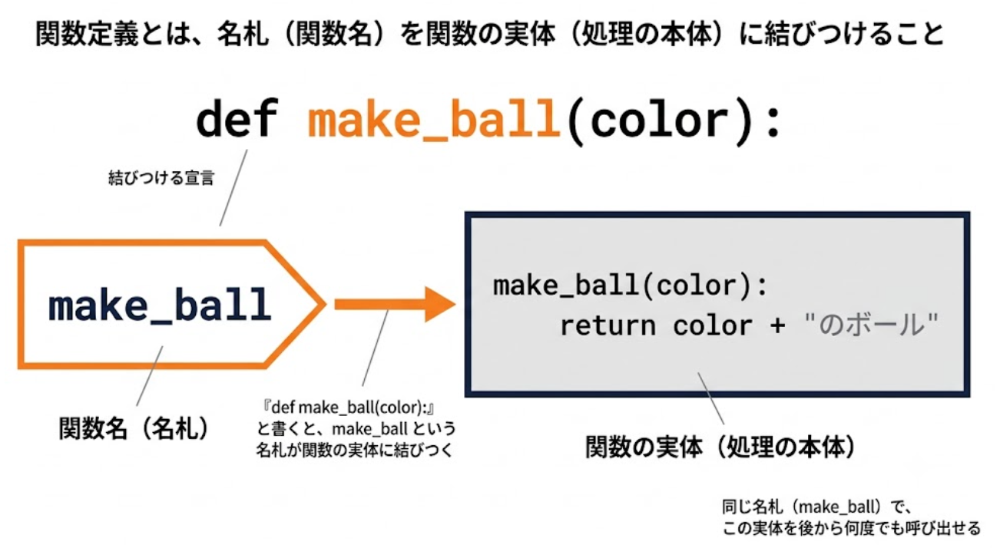 関数定義とは、名札（関数名）を関数の実体（処理の本体）に結びつけること
def make_ball(color):
結びつける宣言
make_ball
make_ball(color):
return color + "のボール"
関数名（名札）
『def make_ball(color):』
と書くと、make_ball という
名札が関数の実体に結びつく
関数の実体（処理の本体）
同じ名札（make_ball）で、
この実体を後から何度でも呼び出せる